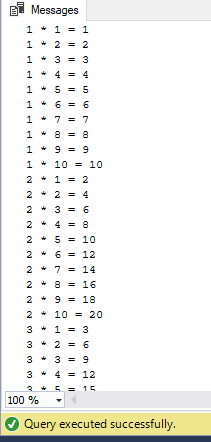 Messages
1 * 1 = 1
1 * 2 = 2
1 * 3 = 3
1 * 4 = 4
1 * 5 = 5
1 * 6 = 6
1 * 7 = 7
1 * 8 = 8
1 * 9 = 9
1 * 10 = 10
2 * 1 = 2
2 * 2 = 4
2 * 3 = 6
2 * 4 = 8
2 * 5 = 10
2 * 6 = 12
2 * 7 = 14
2 * 8 = 16
2 * 9 = 18
2 * 10 = 20
3 * 1 = 3
3 * 2 = 6
3 * 3 = 9
3 * 4 = 12
3 * 5 = 15
100 %
Query executed successfully.